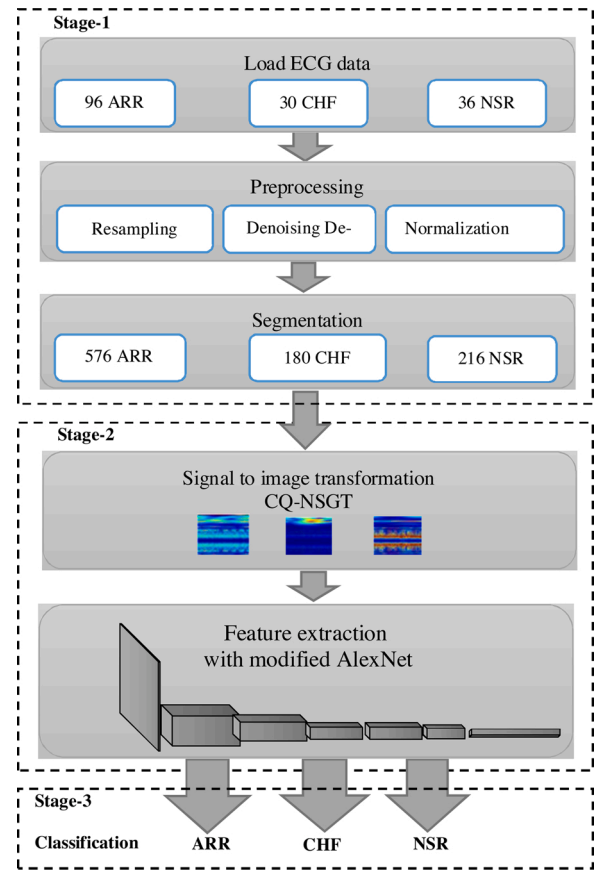 Stage-1
Load ECG data
96 ARR
30 CHF
36 NSR
Preprocessing
Resampling
Denoising De-
Normalization
Segmentation
576 ARR
180 CHF
216 NSR
Stage-2
Signal to image transformation
CQ-NSGT
Feature extraction
with modified AlexNet
Stage-3
Classification
ARR
CHF
NSR